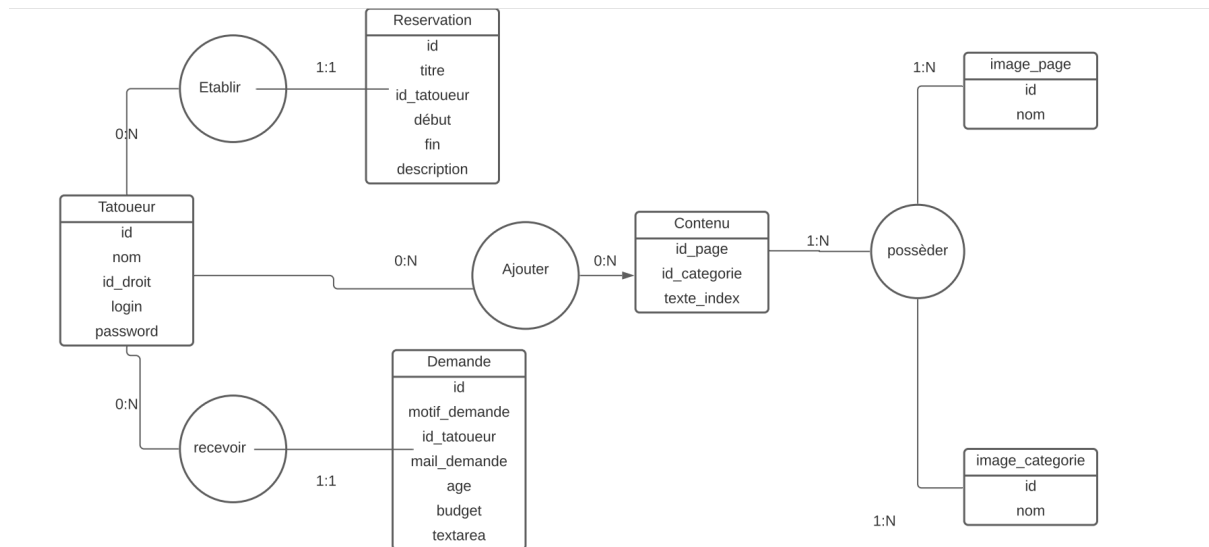 Reservation
id
titre
id_tatoueur
début
fin
description
Etablir
1:1
0:N
Tatoueur
id
nom
id_droit
login
password
0:N
Ajouter
0:N
Contenu
id_page
id_categorie
texte_index
1:N
possèder
1:N
image_page
id
nom
0:N
recevoir
1:1
Demande
id
motif_demande
id_tatoueur
mail_demande
age
budget
textarea
1:N
image_categorie
id
nom